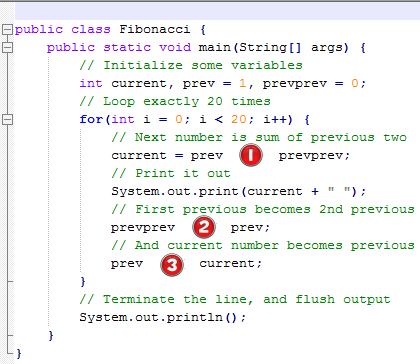 public class Fibonacci {
public static void main(String[] args) {
// Initialize some variables
int current, prev = 1, prevprev = 0;
// Loop exactly 20 times
for(int i = 0; i < 20; i++) {
// Next number is sum of previous two
current = prev 1 prevprev;
// Print it out
System.out.print(current + " ");
// First previous becomes 2nd previous
prevprev 2 prev;
// And current number becomes previous
prev 3 current;
}
// Terminate the line, and flush output
System.out.println();
}
}